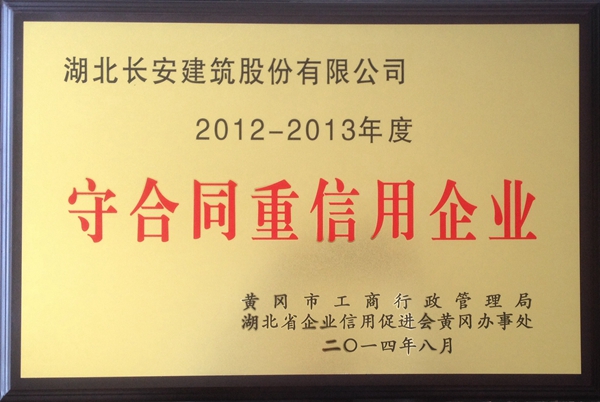 湖北长安建筑股份有限公司
2012-2013年度
守合同重信用企业
黄冈市工商行政管理局
湖北省企业信用促进会黄冈办事处
二〇一四年八月